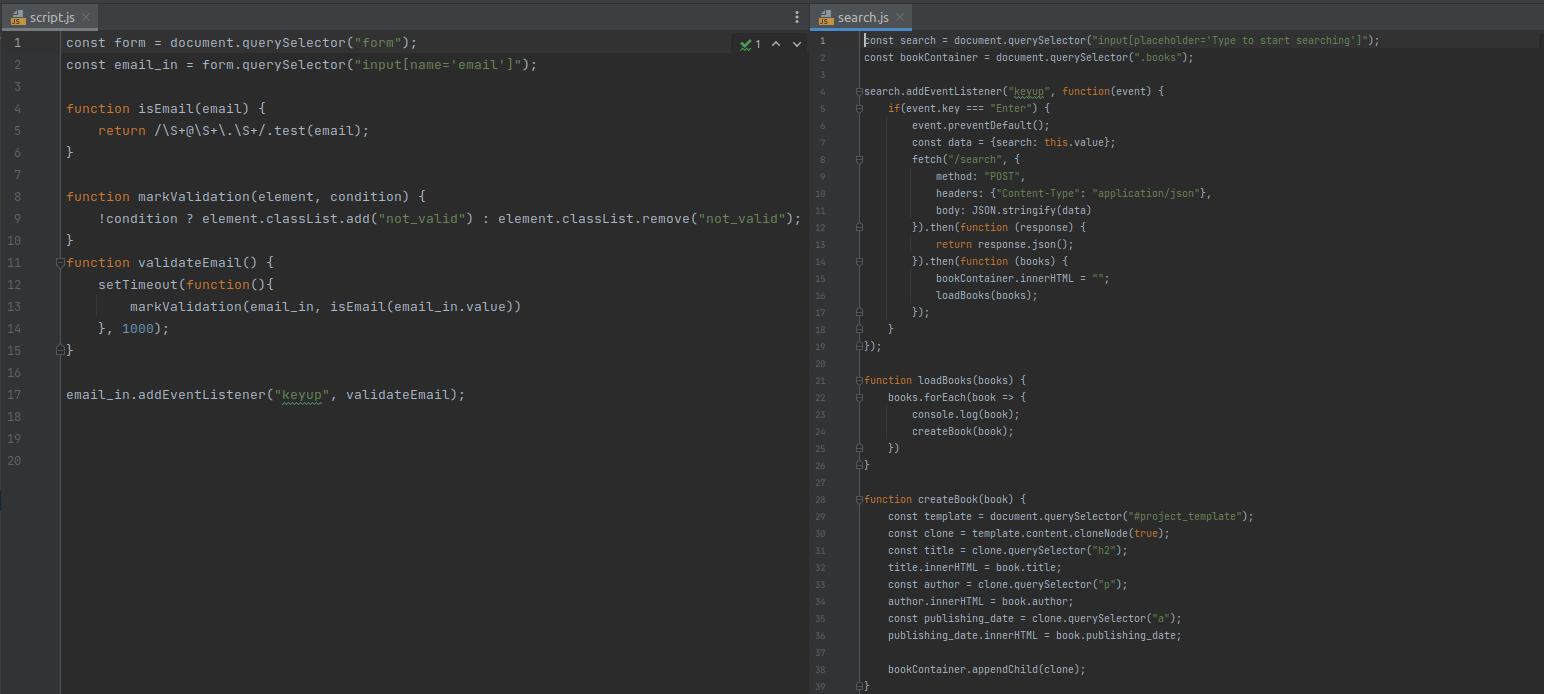 script.js
1 const form = document.querySelector("form");
2 const email_in = form.querySelector("input[name='email']");
3
4 function isEmail(email) {
5     return /\S+@\S+\.\S+/.test(email);
6 }
7
8 function markValidation(element, condition) {
9     !condition ? element.classList.add("not_valid") : element.classList.remove("not_valid");
10 }
11 function validateEmail() {
12     setTimeout(function(){
13         markValidation(email_in, isEmail(email_in.value))
14     }, 1000);
15 }
16
17 email_in.addEventListener("keyup", validateEmail);
18
19
20
1
search.js
1 const search = document.querySelector("input[placeholder='Type to start searching']");
2 const bookContainer = document.querySelector(".books");
3
4 search.addEventListener("keyup", function(event) {
5     if(event.key === "Enter") {
6         event.preventDefault();
7         const data = {search: this.value};
8         fetch("/search", {
9             method: "POST",
10             headers: {"Content-Type": "application/json"},
11             body: JSON.stringify(data)
12         }).then(function (response) {
13             return response.json();
14         }).then(function (books) {
15             bookContainer.innerHTML = "";
16             loadBooks(books);
17         });
18     }
19 });
20
21 function loadBooks(books) {
22     books.forEach(book => {
23         console.log(book);
24         createBook(book);
25     })
26 }
27
28 function createBook(book) {
29     const template = document.querySelector("#project_template");
30     const clone = template.content.cloneNode(true);
31     const title = clone.querySelector("h2");
32     title.innerHTML = book.title;
33     const author = clone.querySelector("p");
34     author.innerHTML = book.author;
35     const publishing_date = clone.querySelector("a");
36     publishing_date.innerHTML = book.publishing_date;
37
38     bookContainer.appendChild(clone);
39 }